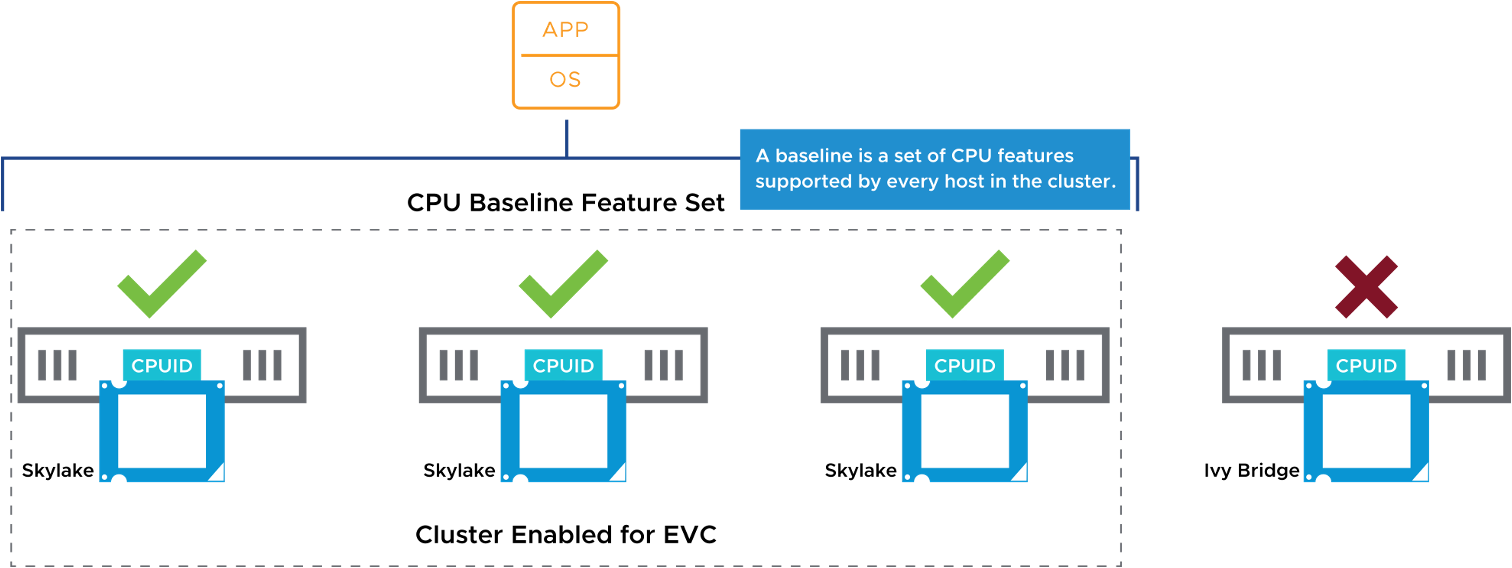 APP
OS
A baseline is a set of CPU features
supported by every host in the cluster.
CPU Baseline Feature Set
CPUID
CPUID
CPUID
CPUID
Skylake
Skylake
Skylake
Ivy Bridge
Cluster Enabled for EVC